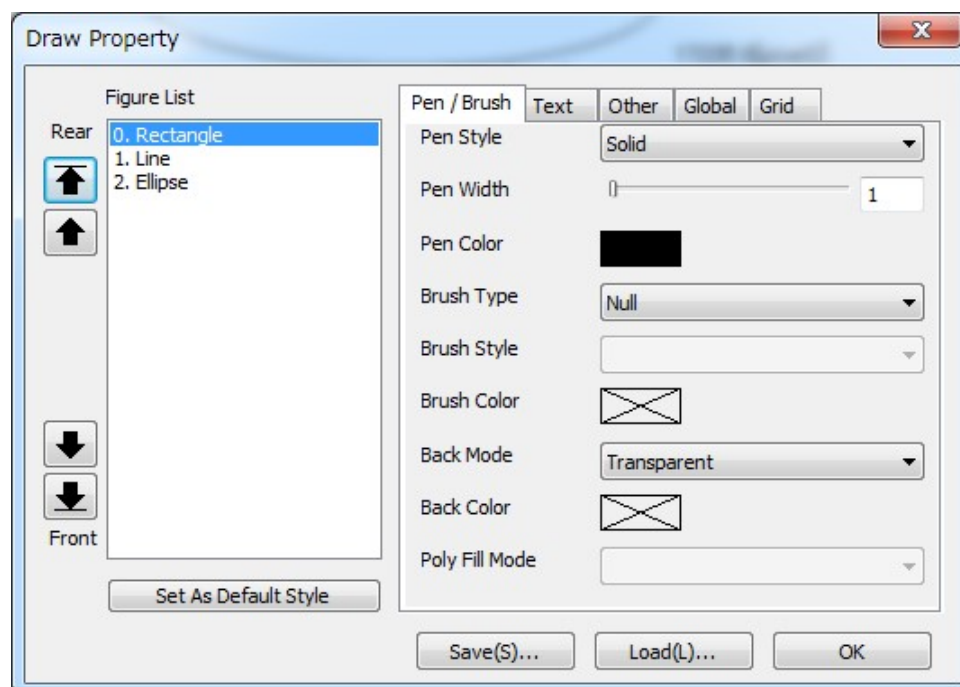 Draw Property
Figure List
Rear
0. Rectangle
1. Line
2. Ellipse
Front
Set As Default Style
Pen / Brush
Text
Other
Global
Grid
Pen Style
Solid
Pen Width
1
Pen Color
Brush Type
Null
Brush Style
Brush Color
Back Mode
Transparent
Back Color
Poly Fill Mode
Save(S)...
Load(L)...
OK